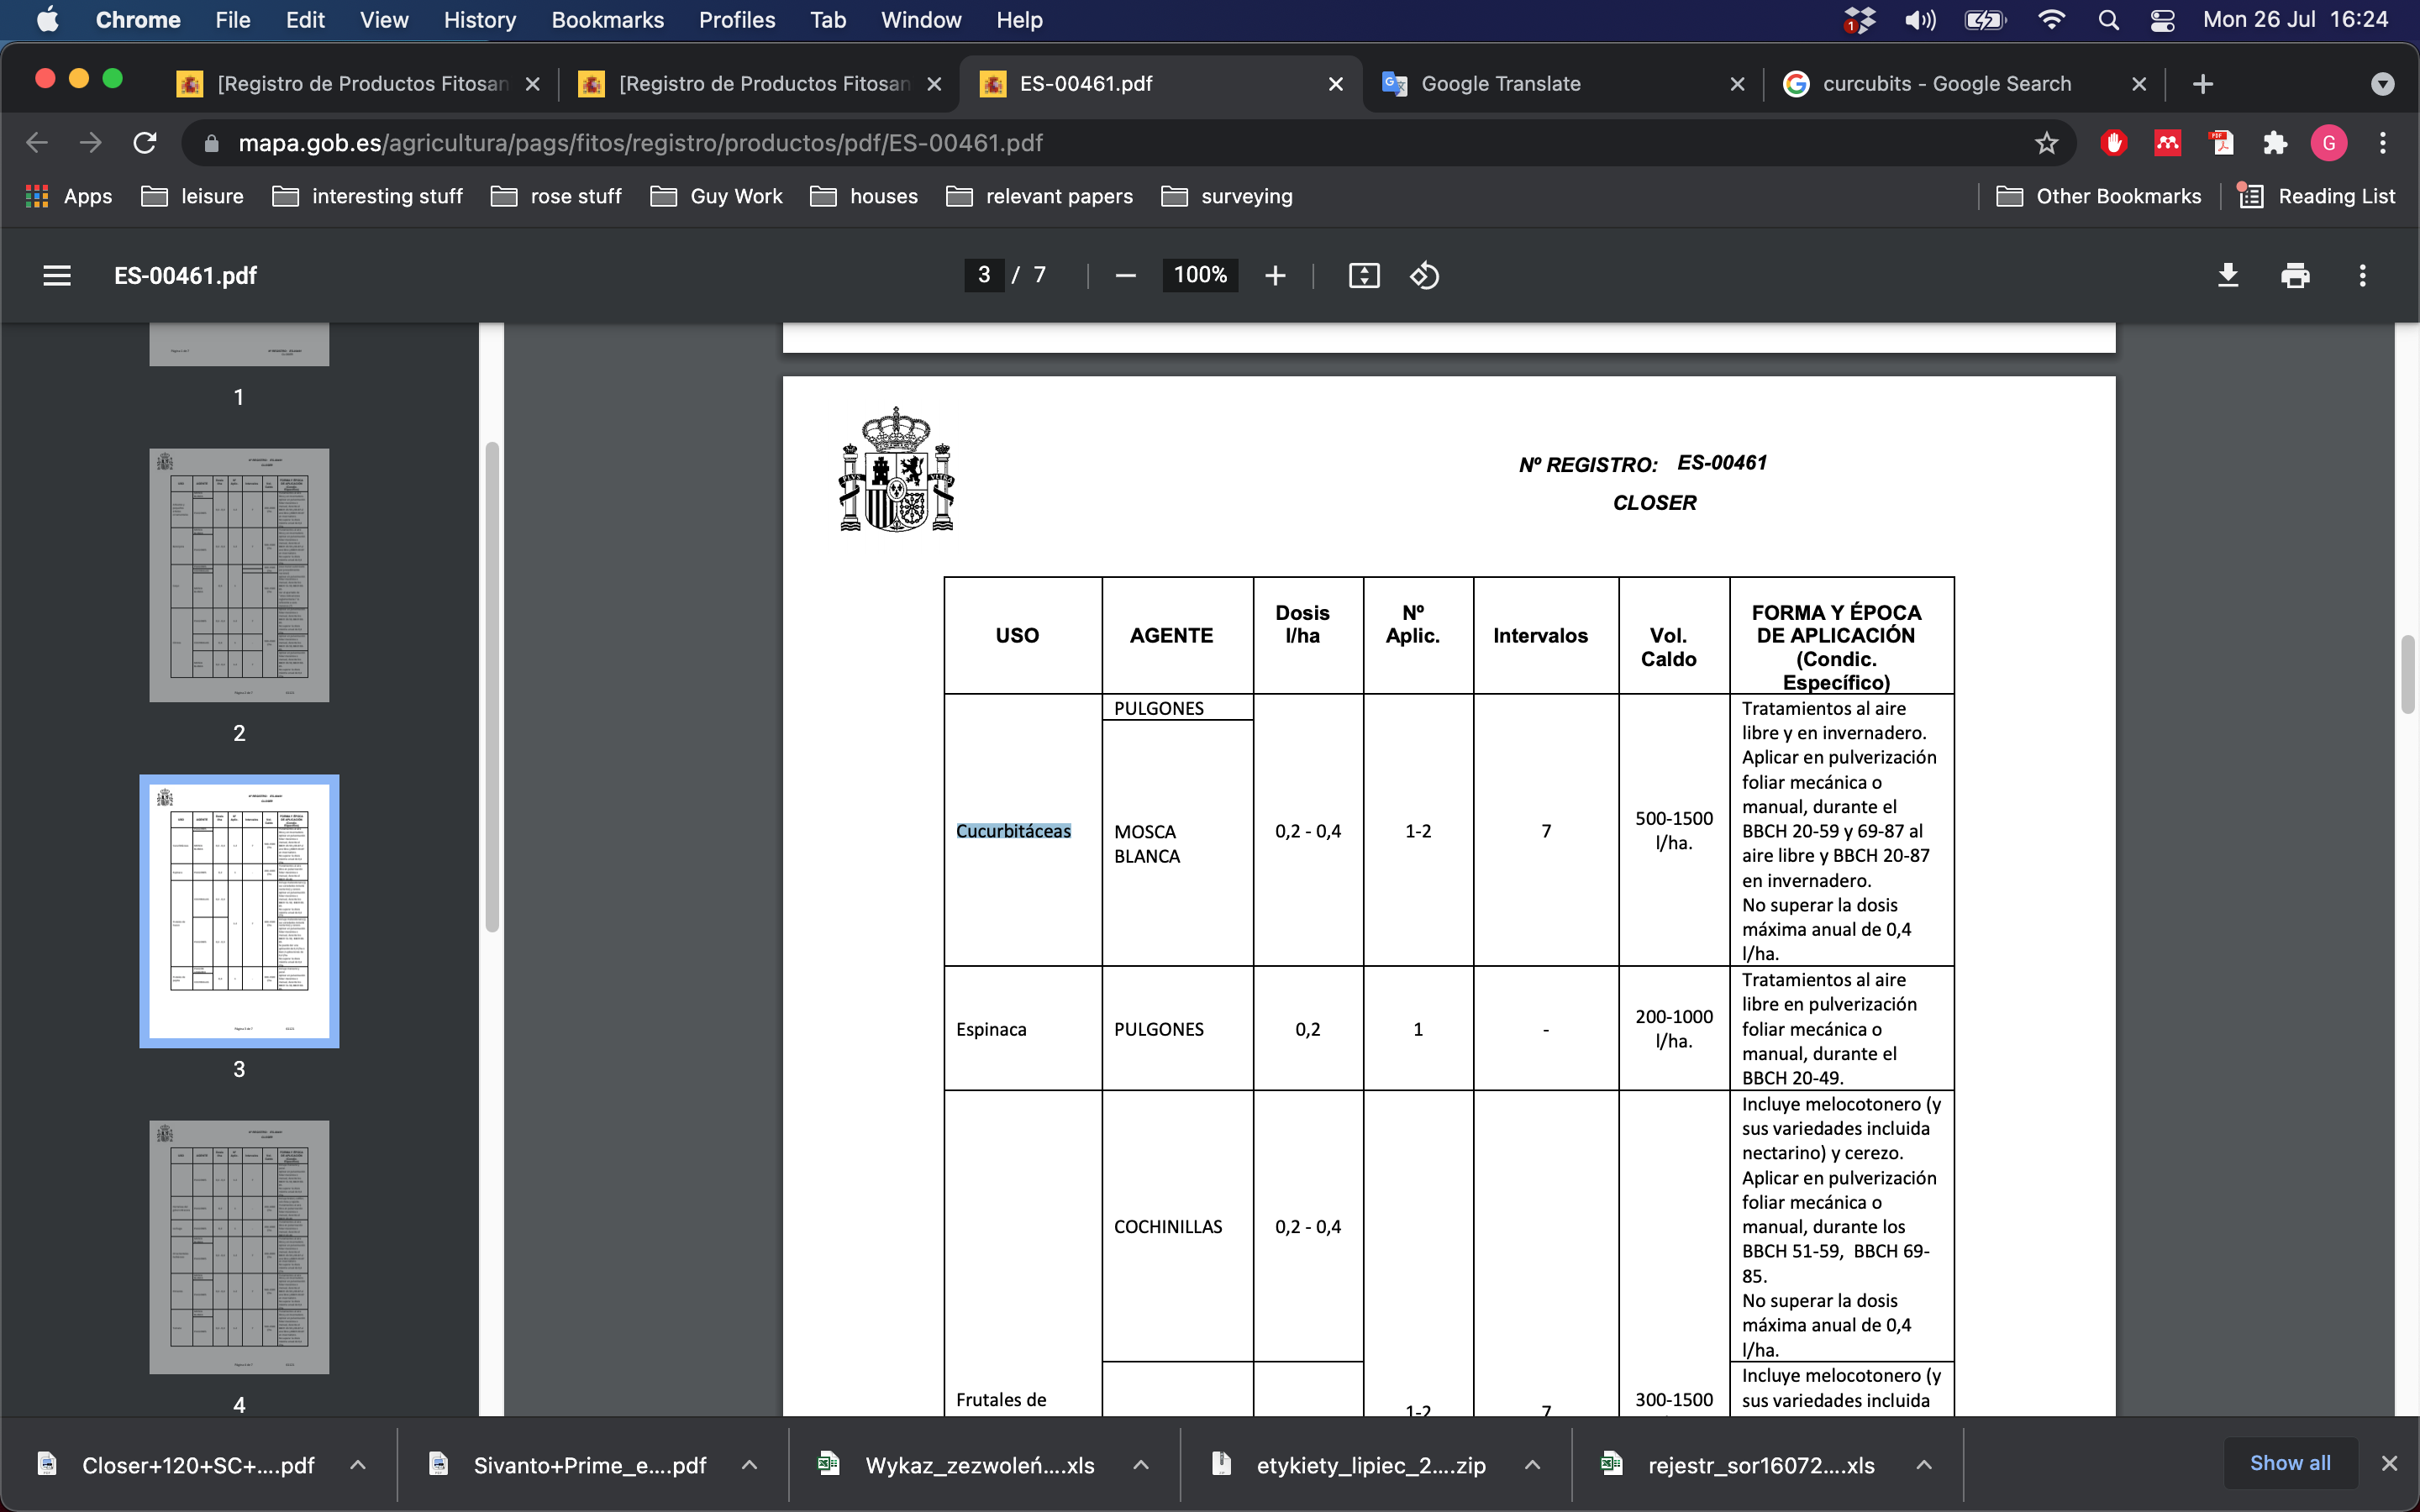 Chrome File Edit View History Bookmarks Profiles Tab Window Help
1 Mon 26 Jul 16:24
[Registro de Productos Fitosan
[Registro de Productos Fitosan
ES-00461.pdf
Google Translate
curcubits - Google Search
mapa.gob.es/agricultura/pags/fitos/registro/productos/pdf/ES-00461.pdf
G
Apps leisure interesting stuff rose stuff Guy Work houses relevant papers surveying Other Bookmarks Reading List
ES-00461.pdf
3 / 7
100%
1
2
3
4
PLVS VLTRA
Nº REGISTRO: ES-00461
CLOSER
USO
AGENTE
Dosis
l/ha
Nº
Aplic.
Intervalos
Vol.
Caldo
FORMA Y ÉPOCA
DE APLICACIÓN
(Condic.
Específico)
Cucurbitáceas
PULGONES
MOSCA
BLANCA
0,2 - 0,4
1-2
7
500-1500
l/ha.
Tratamientos al aire
libre y en invernadero.
Aplicar en pulverización
foliar mecánica o
manual, durante el
BBCH 20-59 y 69-87 al
aire libre y BBCH 20-87
en invernadero.
No superar la dosis
máxima anual de 0,4
l/ha.
Espinaca
PULGONES
0,2
1
-
200-1000
l/ha.
Tratamientos al aire
libre en pulverización
foliar mecánica o
manual, durante el
BBCH 20-49.
Frutales de
COCHINILLAS
0,2 - 0,4
1-2
7
300-1500
Incluye melocotonero (y
sus variedades incluida
nectarino) y cerezo.
Aplicar en pulverización
foliar mecánica o
manual, durante los
BBCH 51-59, BBCH 69-
85.
No superar la dosis
máxima anual de 0,4
l/ha.
Incluye melocotonero (y
sus variedades incluida
Closer+120+SC+....pdf
Sivanto+Prime_e....pdf
Wykaz_zezwoleń....xls
etykiety_lipiec_2....zip
rejestr_sor16072....xls
Show all